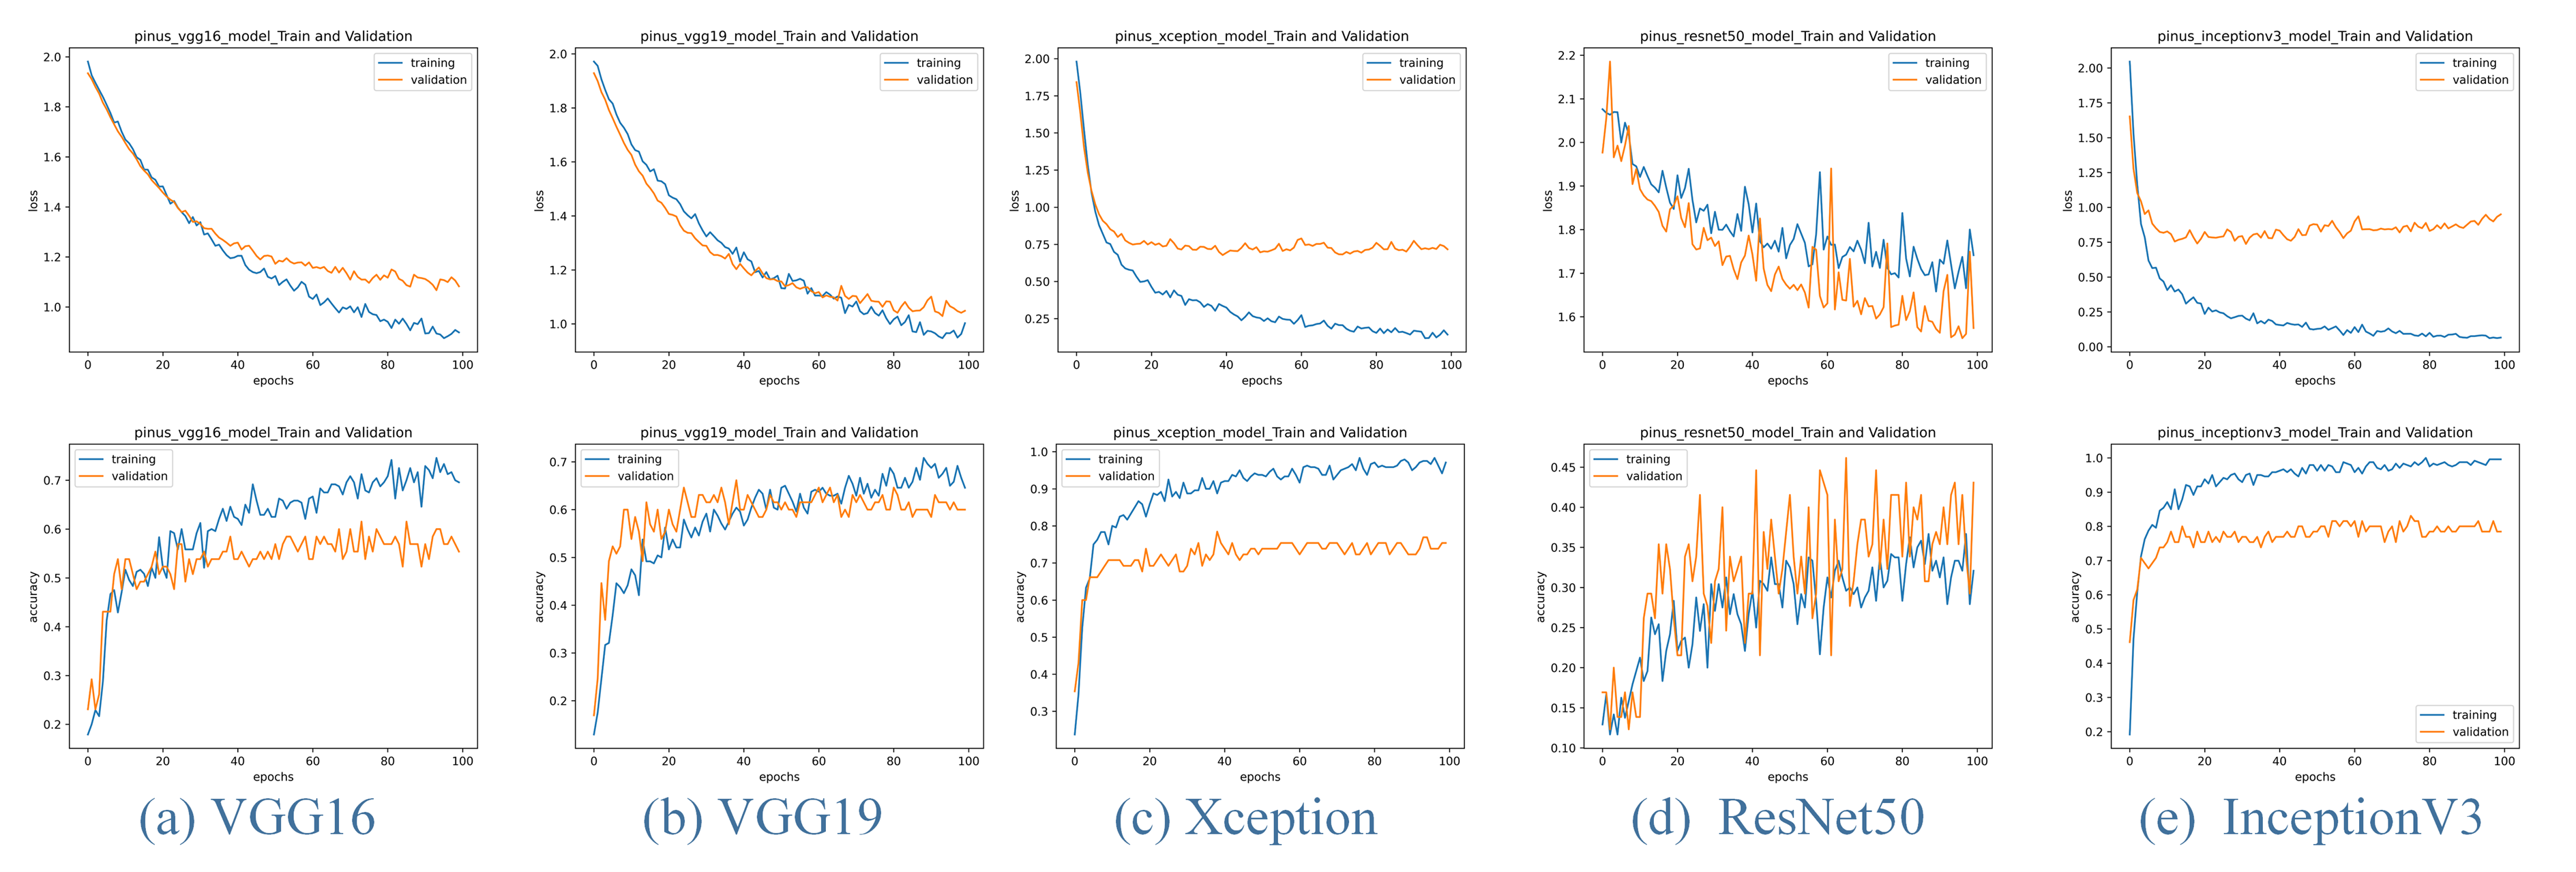 pinus_vgg16_model_Train and Validation
training
validation
2.0
1.8
1.6
1.4
1.2
1.0
loss
0 20 40 60 80 100
epochs
pinus_vgg19_model_Train and Validation
training
validation
2.0
1.8
1.6
1.4
1.2
1.0
loss
0 20 40 60 80 100
epochs
pinus_xception_model_Train and Validation
training
validation
2.00
1.75
1.50
1.25
1.00
0.75
0.50
0.25
loss
0 20 40 60 80 100
epochs
pinus_resnet50_model_Train and Validation
training
validation
2.2
2.1
2.0
1.9
1.8
1.7
1.6
loss
0 20 40 60 80 100
epochs
pinus_inceptionv3_model_Train and Validation
training
validation
2.00
1.75
1.50
1.25
1.00
0.75
0.50
0.25
0.00
loss
0 20 40 60 80 100
epochs
pinus_vgg16_model_Train and Validation
training
validation
0.7
0.6
0.5
0.4
0.3
0.2
accuracy
0 20 40 60 80 100
epochs
pinus_vgg19_model_Train and Validation
training
validation
0.7
0.6
0.5
0.4
0.3
0.2
accuracy
0 20 40 60 80 100
epochs
pinus_xception_model_Train and Validation
training
validation
1.0
0.9
0.8
0.7
0.6
0.5
0.4
0.3
accuracy
0 20 40 60 80 100
epochs
pinus_resnet50_model_Train and Validation
training
validation
0.45
0.40
0.35
0.30
0.25
0.20
0.15
0.10
accuracy
0 20 40 60 80 100
epochs
pinus_inceptionv3_model_Train and Validation
1.0
0.9
0.8
0.7
0.6
0.5
0.4
0.3
0.2
accuracy
training
validation
0 20 40 60 80 100
epochs
(a) VGG16
(b) VGG19
(c) Xception
(d) ResNet50
(e) InceptionV3